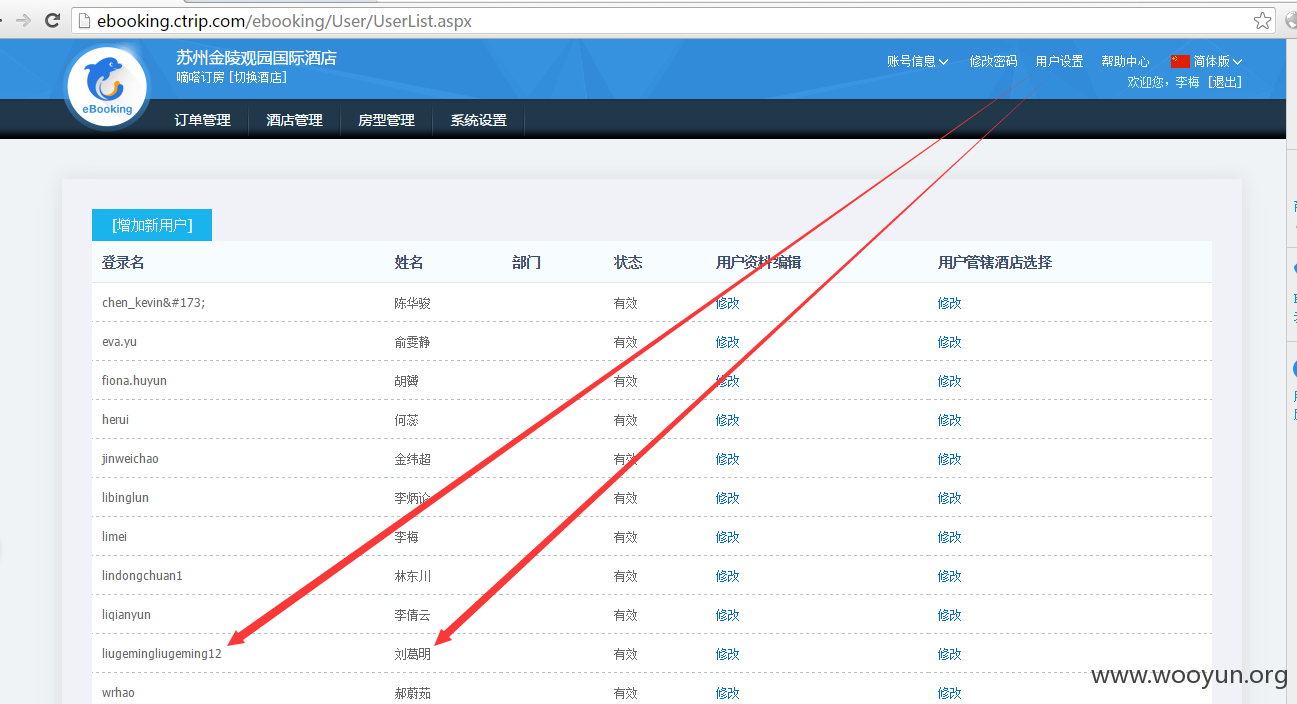 ebooking.ctrip.com/ebooking/User/UserList.aspx
苏州金陵观园国际酒店
嘀嗒订房 [切换酒店]
账号信息 修改密码 用户设置 帮助中心 简体版
欢迎您，李梅 [退出]
eBooking
订单管理 酒店管理 房型管理 系统设置
[增加新用户]
登录名 姓名 部门 状态 用户资料编辑 用户管辖酒店选择
chen_kevin&#173; 陈华骏 有效 修改 修改
eva.yu 俞雯静 有效 修改 修改
fiona.huyun 胡赟 有效 修改 修改
herui 何蕊 有效 修改 修改
jinweichao 金纬超 有效 修改 修改
libinglun 李炳论 有效 修改 修改
limei 李梅 有效 修改 修改
lindongchuan1 林东川 有效 修改 修改
liqianyun 李倩云 有效 修改 修改
liugemingliugeming12 刘葛明 有效 修改 修改
wrhao 郝蔚茹 有效 修改 修改
www.wooyun.org